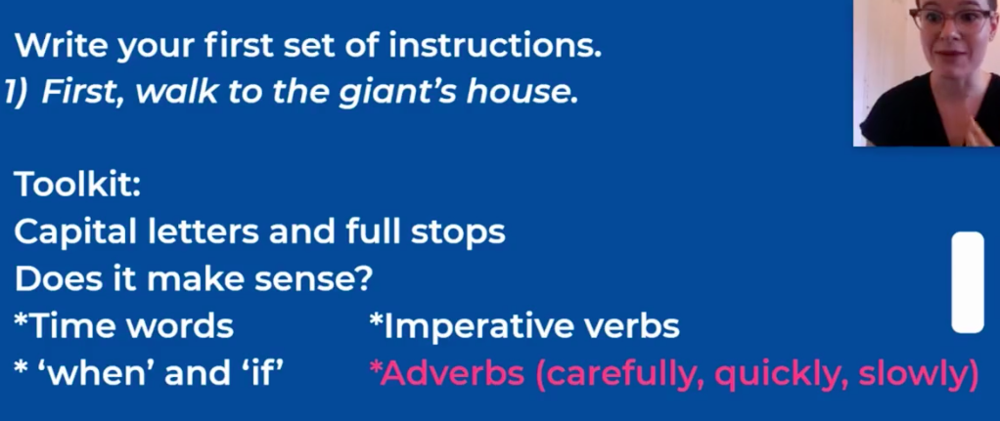 Write your first set of instructions.
1) First, walk to the giant’s house.
Toolkit:
Capital letters and full stops
Does it make sense?
*Time words
*Imperative verbs
* ‘when’ and ‘if’
*Adverbs (carefully, quickly, slowly)